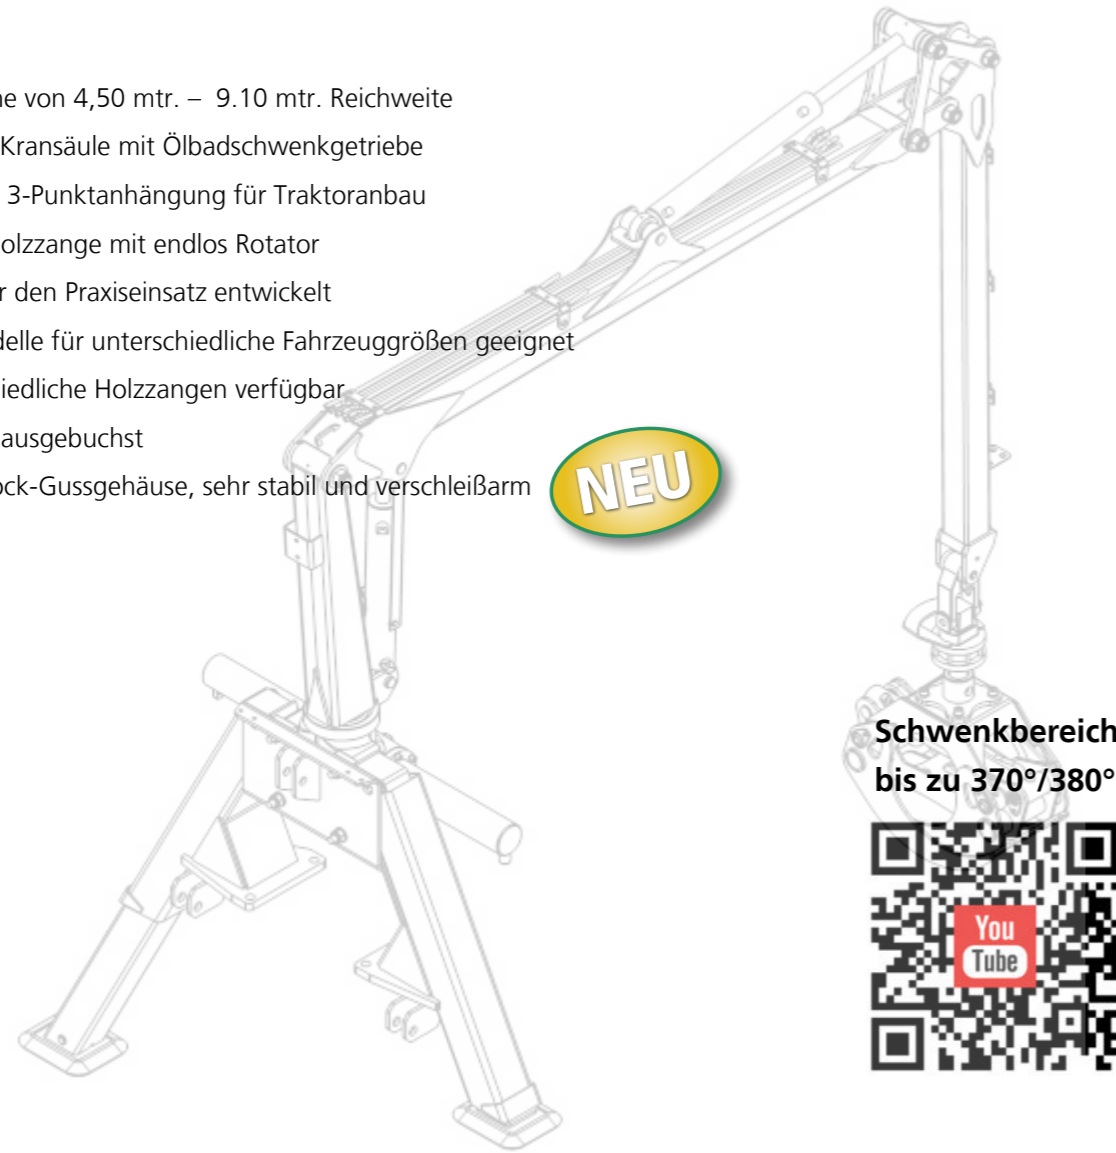 ne von 4,50 mtr. – 9.10 mtr. Reichweite
Kransäule mit Ölbadschwenkgetriebe
3-Punktanhängung für Traktoranbau
olzzange mit endlos Rotator
r den Praxiseinsatz entwickelt
delle für unterschiedliche Fahrzeuggrößen geeignet
iedliche Holzzangen verfügbar
ausgebuchst
ock-Gussgehäuse, sehr stabil und verschleißarm
NEU
Schwenkbereich
bis zu 370°/380°
You
Tube